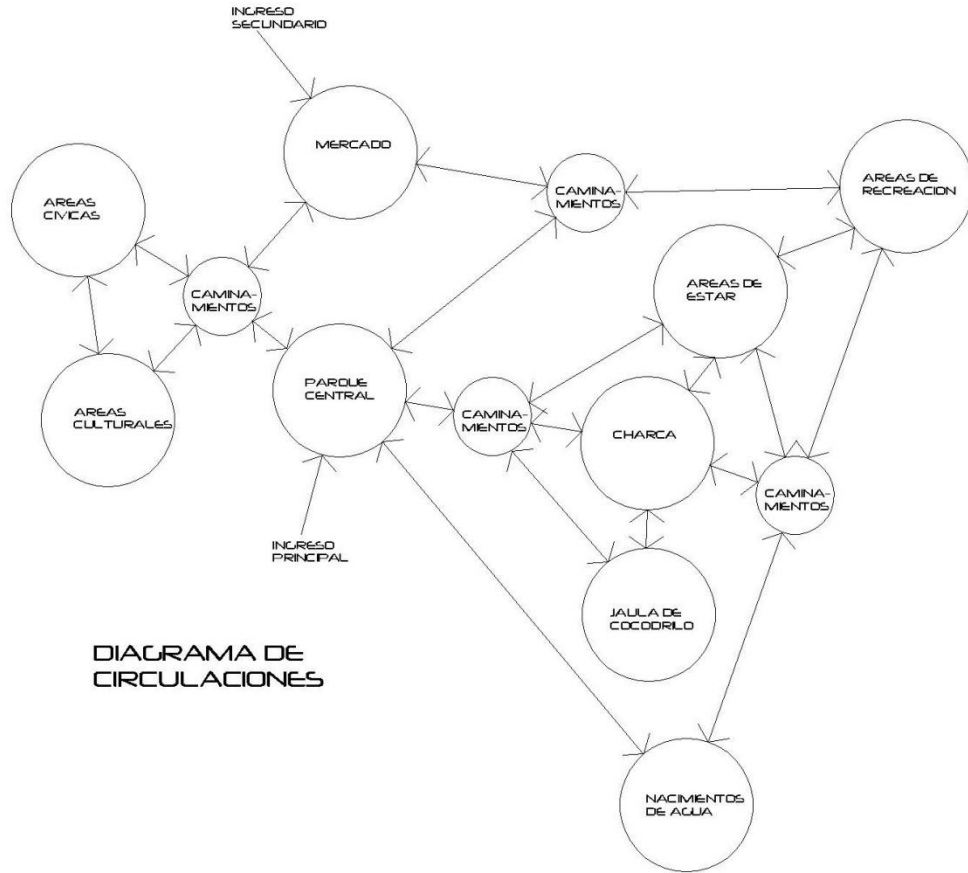 INGRESO
SECUNDARIO
MERCADO
AREAS
CIVICAS
CAMINA-
MIENTOS
AREAS DE
RECREACION
CAMINA-
MIENTOS
AREAS DE
ESTAR
PARQUE
CENTRAL
AREAS
CULTURALES
CAMINA-
MIENTOS
CHARCA
CAMINA-
MIENTOS
INGRESO
PRINCIPAL
JAULA DE
COCODRILO
DIAGRAMA DE
CIRCULACIONES
NACIMIENTOS
DE AGUA